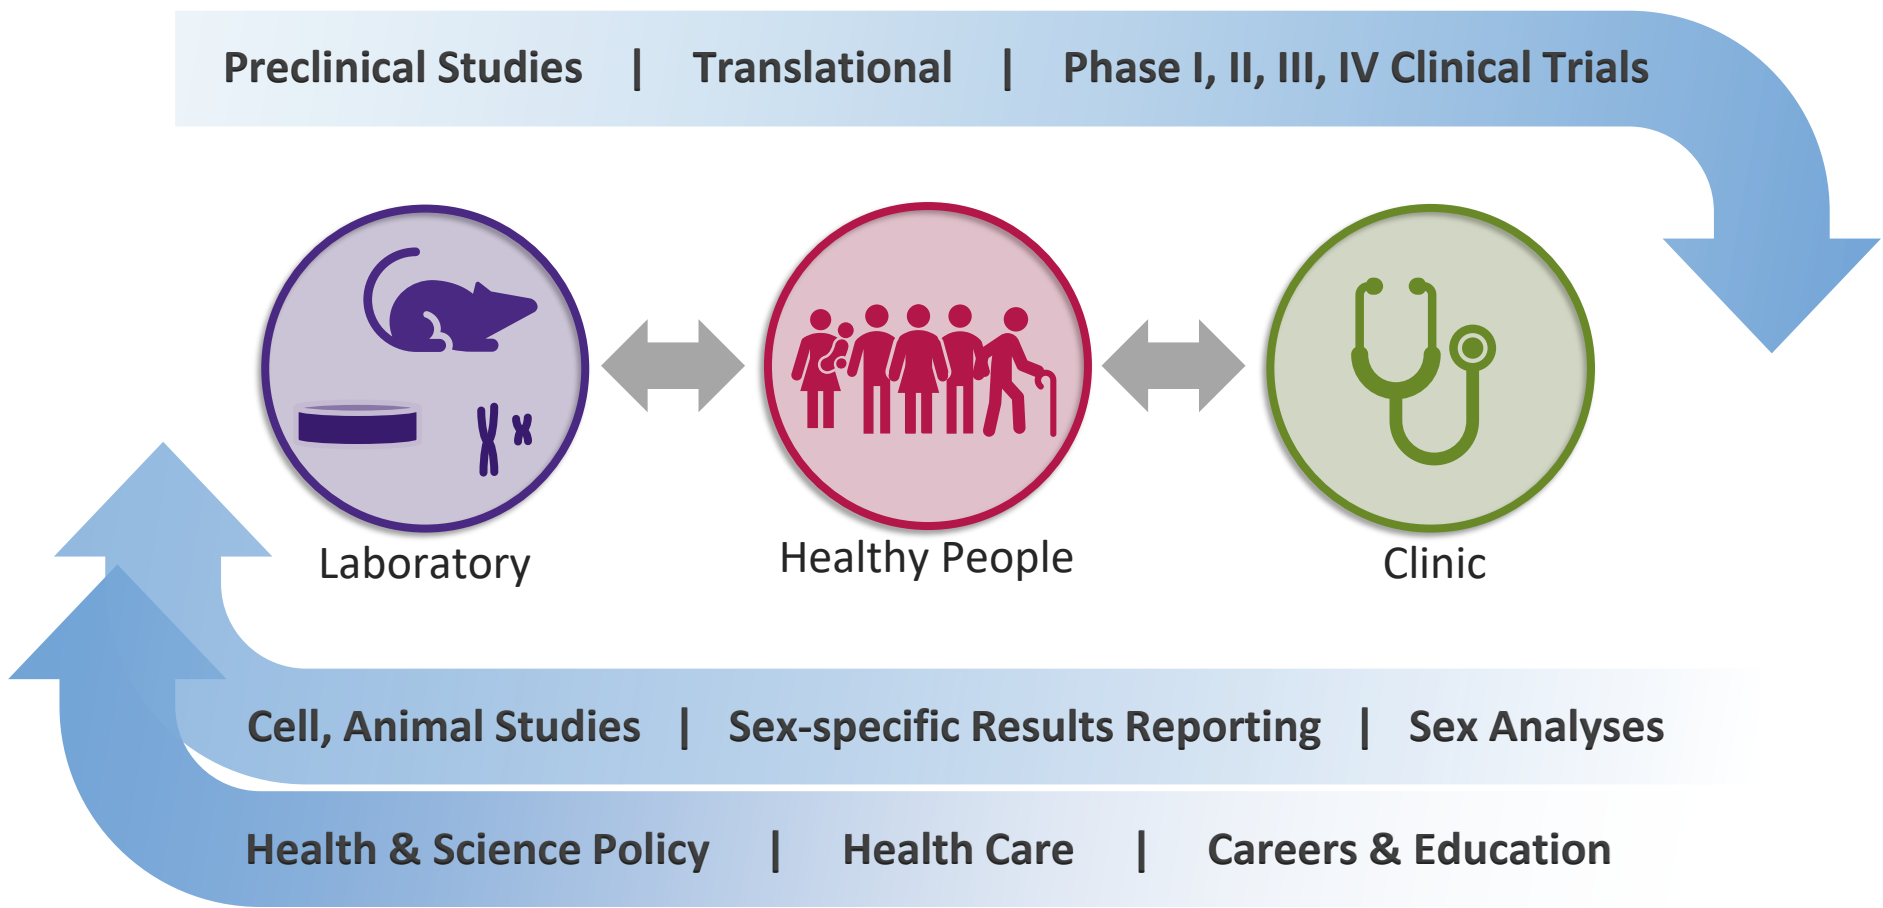 Preclinical Studies | Translational | Phase I, II, III, IV Clinical Trials
Laboratory
Healthy People
Clinic
Cell, Animal Studies | Sex-specific Results Reporting | Sex Analyses
Health & Science Policy | Health Care | Careers & Education